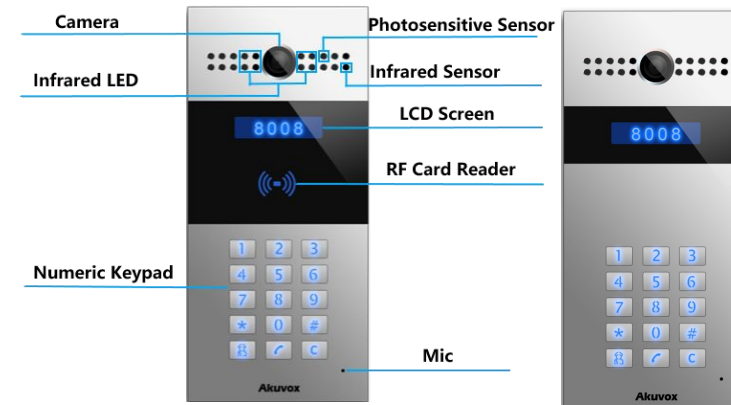 Camera
Photosensitive Sensor
Infrared LED
Infrared Sensor
LCD Screen
8008
8008
RF Card Reader
Numeric Keypad
1 2 3
4 5 6
7 8 9
* 0 #
C
Mic
Akuvox
1 2 3
4 5 6
7 8 9
* 0 #
C
Akuvox